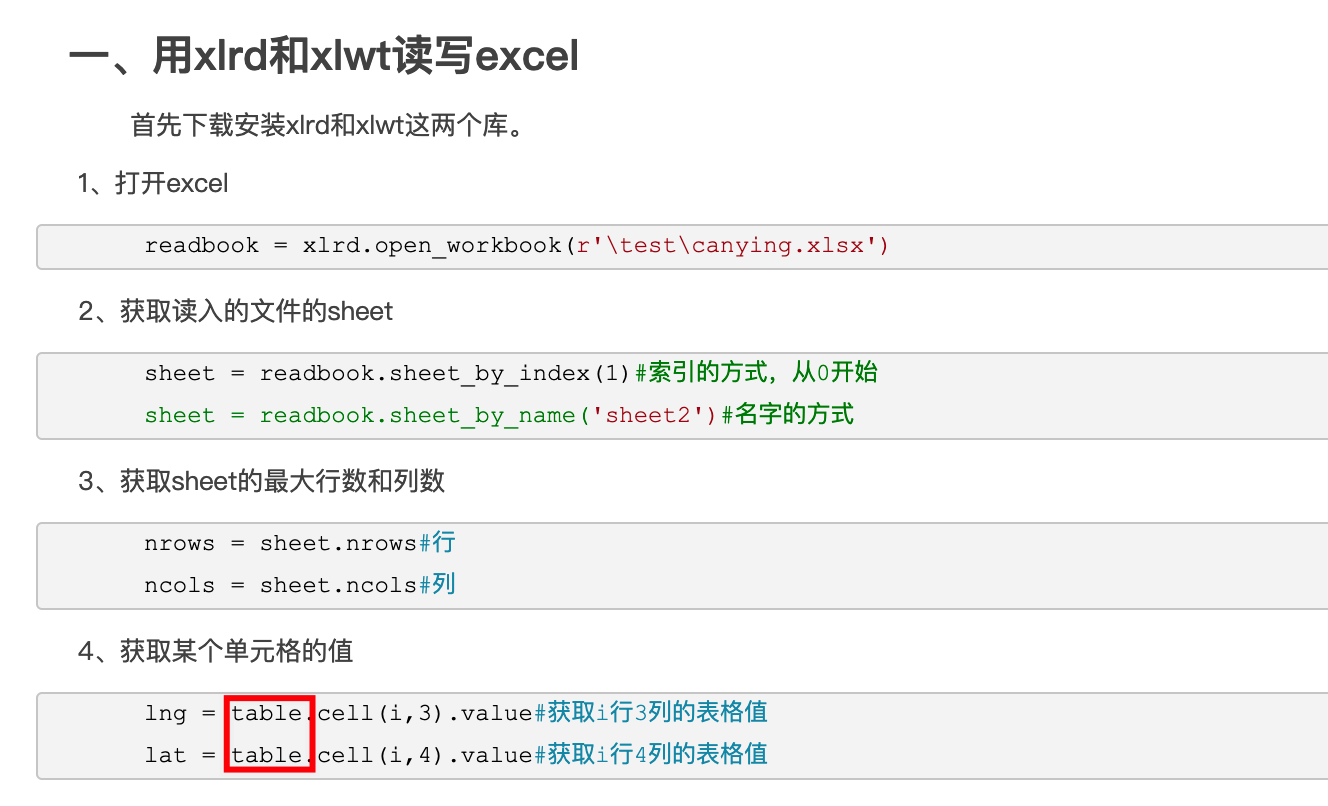 一、用xlrd和xlwt读写excel
首先下载安装xlrd和xlwt这两个库。
1、打开excel
readbook = xlrd.open_workbook(r'\test\canying.xlsx')
2、获取读入的文件的sheet
sheet = readbook.sheet_by_index(1)#索引的方式，从0开始
sheet = readbook.sheet_by_name('sheet2')#名字的方式
3、获取sheet的最大行数和列数
nrows = sheet.nrows#行
ncols = sheet.ncols#列
4、获取某个单元格的值
lng = table.cell(i,3).value#获取i行3列的表格值
lat = table.cell(i,4).value#获取i行4列的表格值